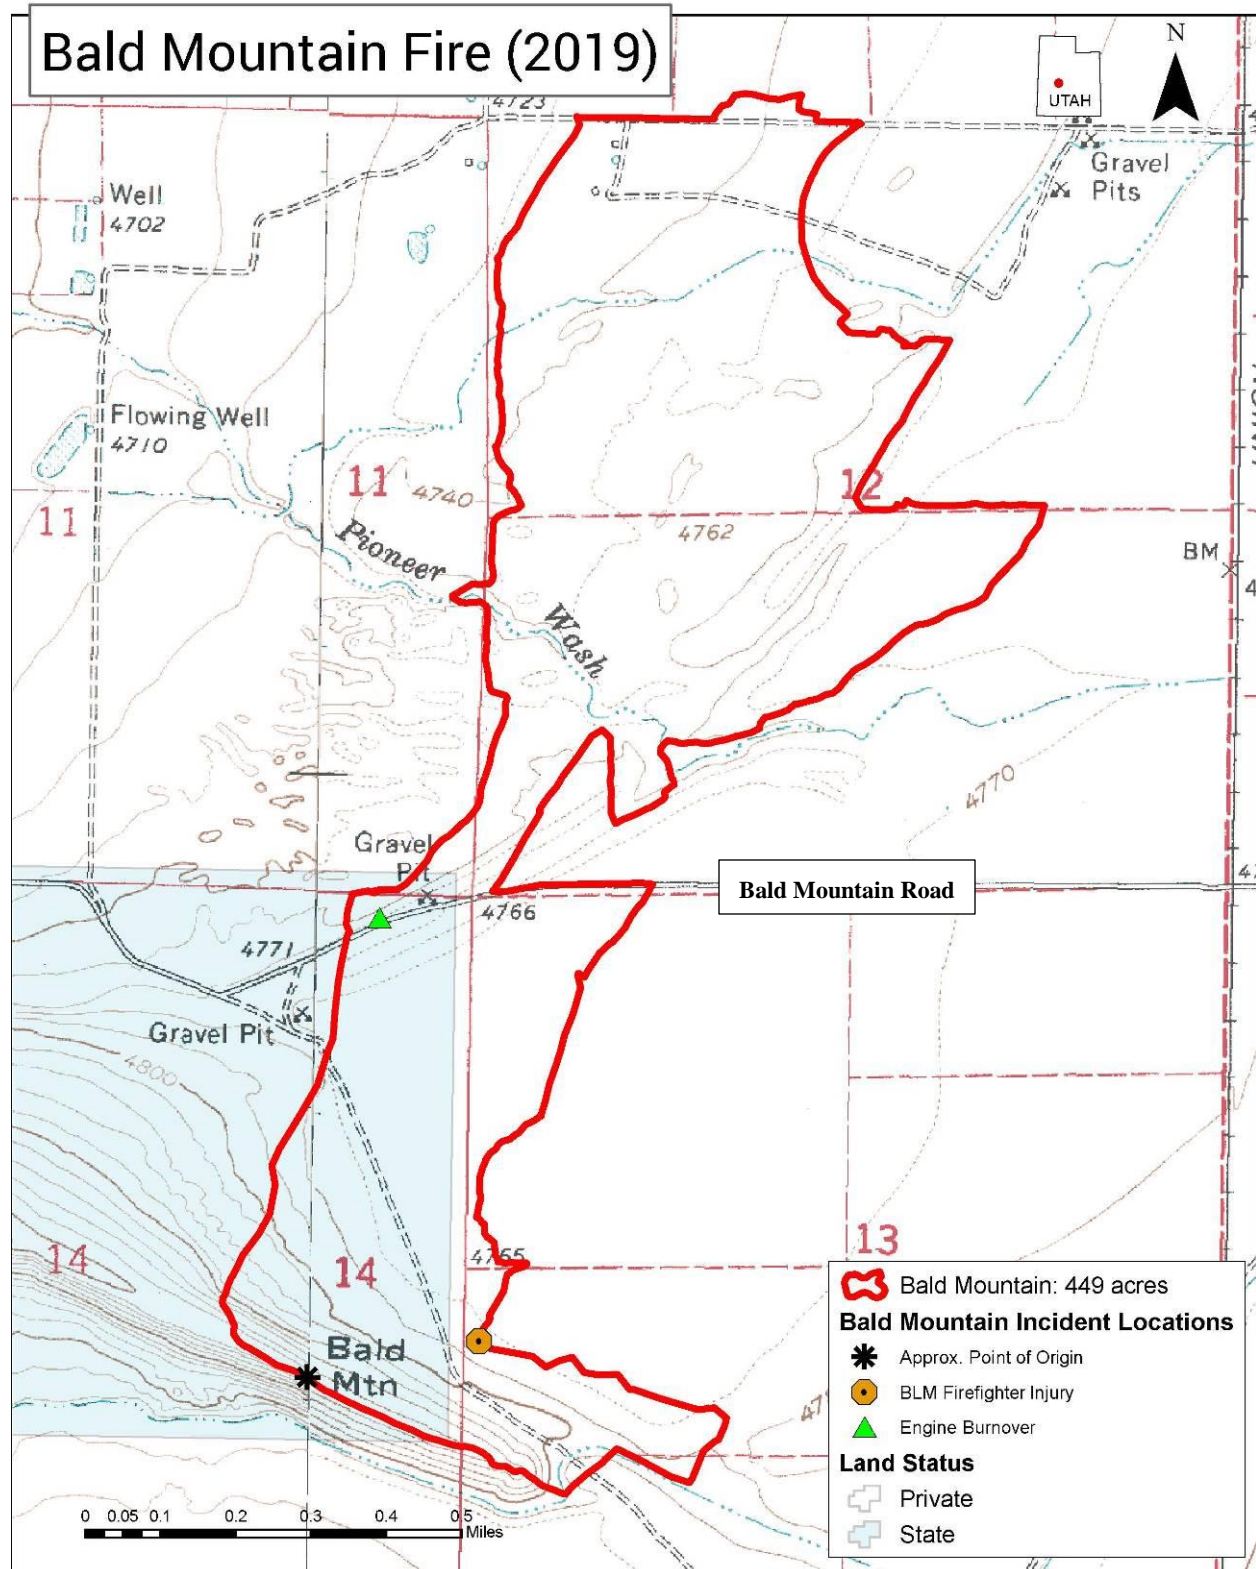 Bald Mountain Fire (2019)
N
UTAH
4723
Gravel
Pits
Well
4702
Flowing Well
4710
11
4740
12
11
4762
Pioneer
Wash
BM
4770
Gravel
Pit
Bald Mountain Road
4766
4771
Gravel Pit
4800
14
14
4765
13
Bald
Mtn
Bald Mountain: 449 acres
Bald Mountain Incident Locations
Approx. Point of Origin
BLM Firefighter Injury
Engine Burnover
Land Status
Private
State
0 0.05 0.1 0.2 0.3 0.4 0.5
Miles